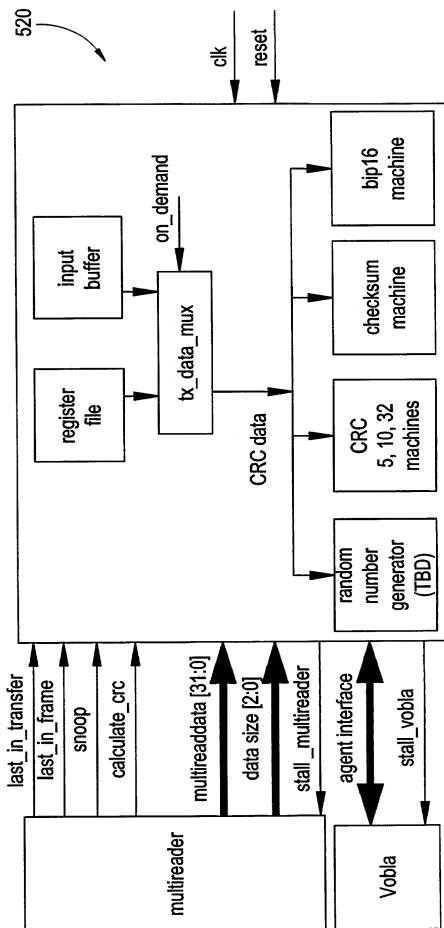 520
clk
reset
input
buffer
on_demand
register
file
tx_data_mux
CRC data
bip16
machine
checksum
machine
CRC
5, 10, 32
machines
random
number
generator
(TBD)
last_in_transfer
last_in_frame
snoop
calculate_crc
multireaddata [31:0]
data size [2:0]
stall_multireader
agent interface
stall_vobla
multireader
Vobla